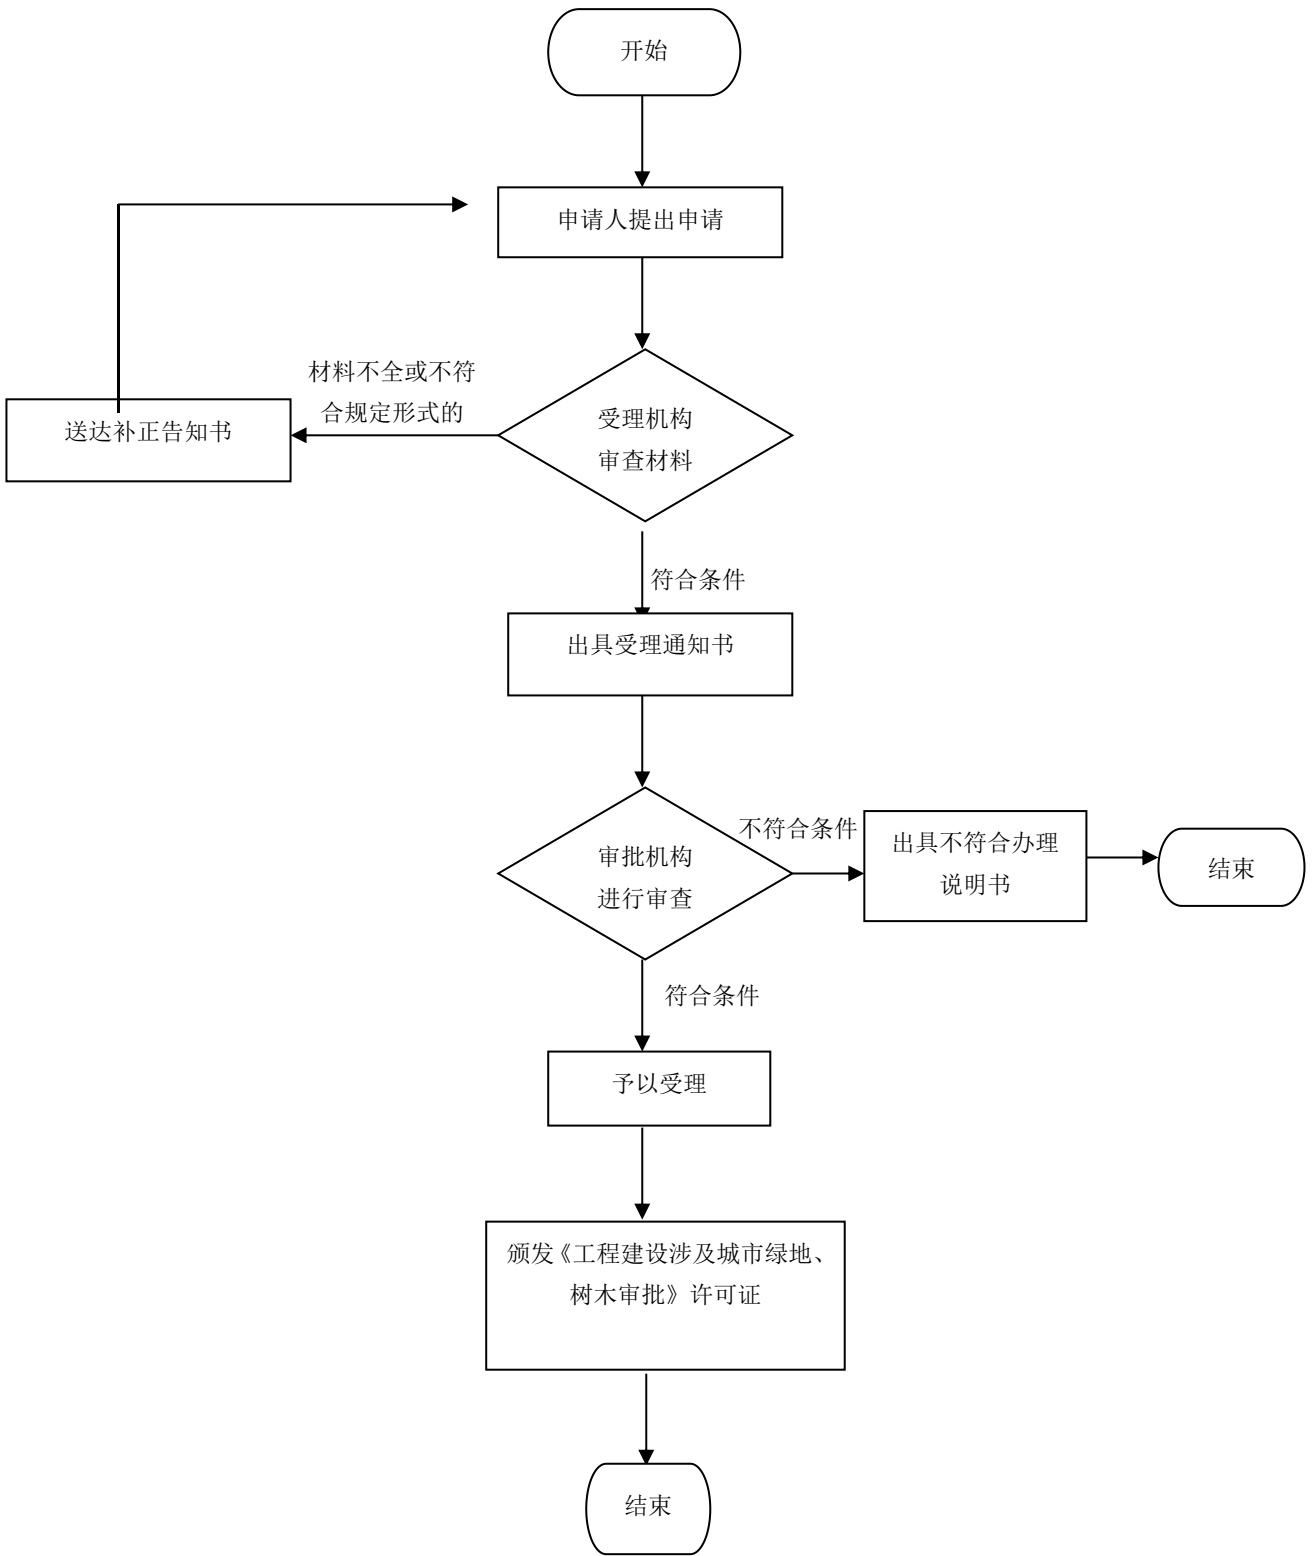 开始
申请人提出申请
材料不全或不符
合规定形式的
送达补正告知书
受理机构
审查材料
符合条件
出具受理通知书
审批机构
进行审查
不符合条件
出具不符合办理
说明书
结束
符合条件
予以受理
颁发《工程建设涉及城市绿地、
树木审批》许可证
结束